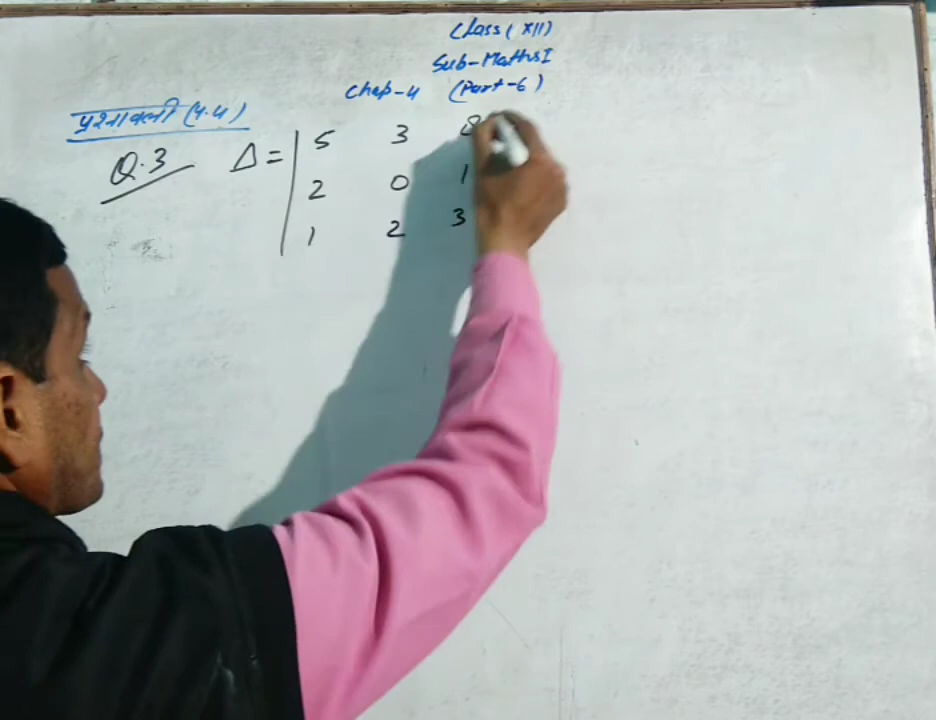 Class (XII)
Sub-Maths I
Chap-4 (Part-6)
प्रश्नावली (4.4)
Q.3 Δ = | 5 3 8
2 0 1
1 2 3